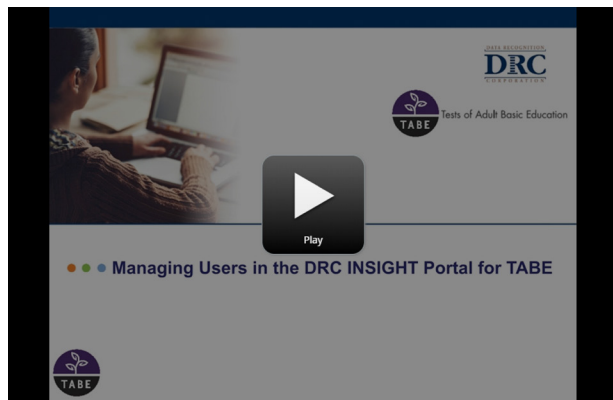 DATA RECOGNITION
DRC
CORPORATION
TABE
Tests of Adult Basic Education
Play
Managing Users in the DRC INSIGHT Portal for TABE
TABE